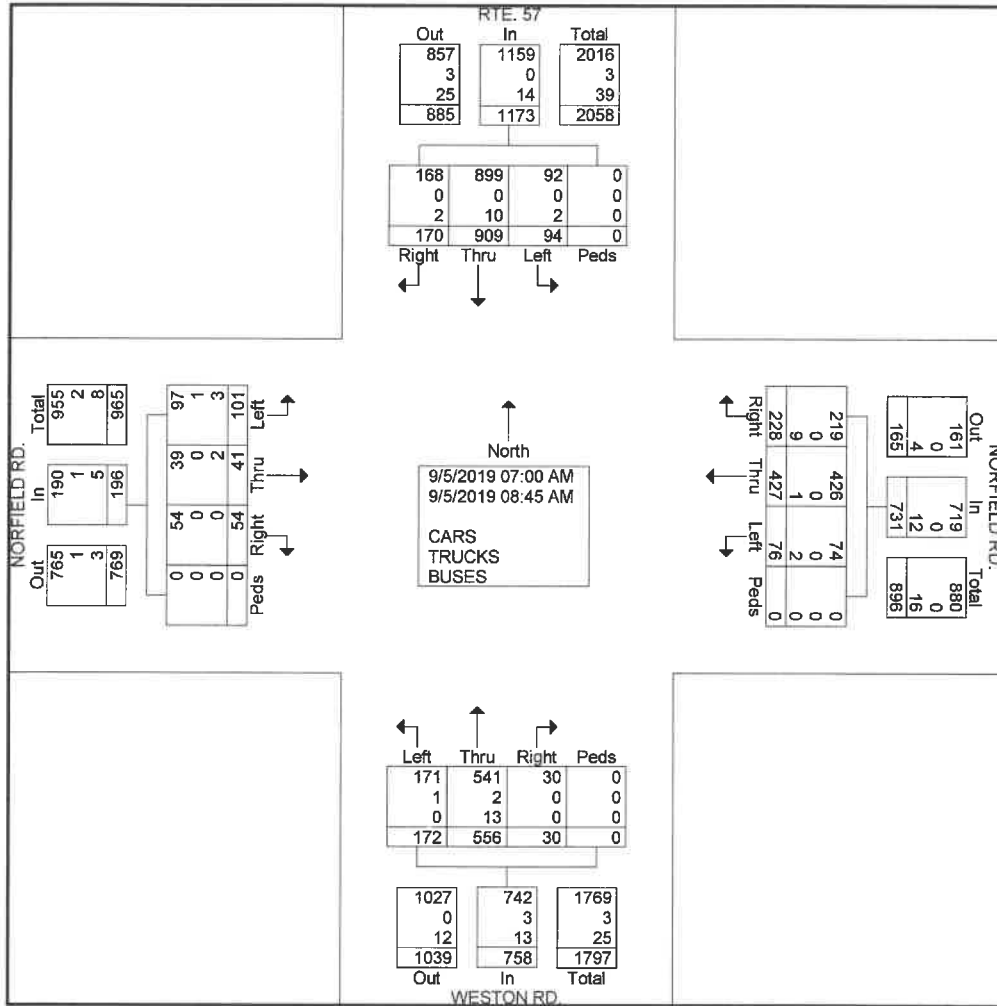 RTE. 57
Out In Total
857 1159 2016
3 0 3
25 14 39
885 1173 2058
168 899 92 0
0 0 0 0
2 10 2 0
170 909 94 0
Right Thru Left Peds
NORFIELD RD.
Total 955 2 8 965
In 190 1 5 196
Out 765 1 3 769
97 1 3 101 Left
39 0 2 41 Thru
54 0 0 54 Right
0 0 0 0 Peds
North
9/5/2019 07:00 AM
9/5/2019 08:45 AM
CARS
TRUCKS
BUSES
Right 228 9 0 219
Thru 427 1 0 426
Left 76 2 0 74
Peds 0 0 0 0
Out 165 4 0 161
In 731 12 0 719
Total 896 16 0 880
NORFIELD RD.
Left Thru Right Peds
171 541 30 0
1 2 0 0
0 13 0 0
172 556 30 0
1027 742 1769
0 3 3
12 13 25
1039 758 1797
Out In Total
WESTON RD.